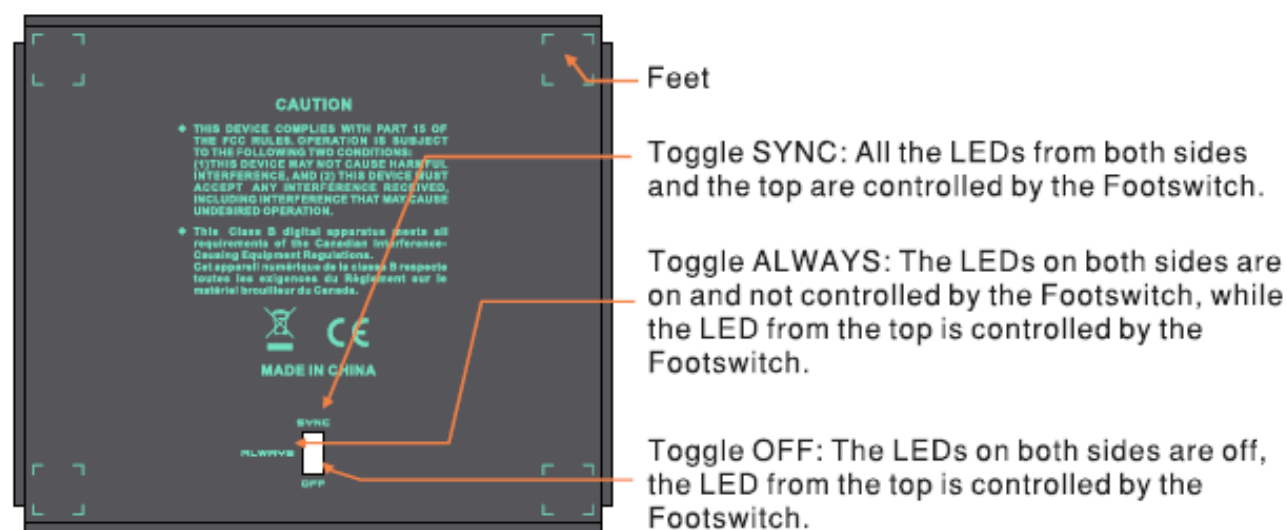 CAUTION
◆ THIS DEVICE COMPLIES WITH PART 15 OF
THE FCC RULES. OPERATION IS SUBJECT
TO THE FOLLOWING TWO CONDITIONS:
(1)THIS DEVICE MAY NOT CAUSE HARMFUL
INTERFERENCE, AND (2) THIS DEVICE MUST
ACCEPT ANY INTERFERENCE RECEIVED,
INCLUDING INTERFERENCE THAT MAY CAUSE
UNDESIRED OPERATION.
◆ This Class B digital apparatus meets all
requirements of the Canadian Interference-
Causing Equipment Regulations.
Cet appareil numérique de la classe B respecte
toutes les exigences du Règlement sur le
matériel brouilleur du Canada.
CE
MADE IN CHINA
SYNC
ALWAYS
OFF
Feet
Toggle SYNC: All the LEDs from both sides
and the top are controlled by the Footswitch.
Toggle ALWAYS: The LEDs on both sides are
on and not controlled by the Footswitch, while
the LED from the top is controlled by the
Footswitch.
Toggle OFF: The LEDs on both sides are off,
the LED from the top is controlled by the
Footswitch.